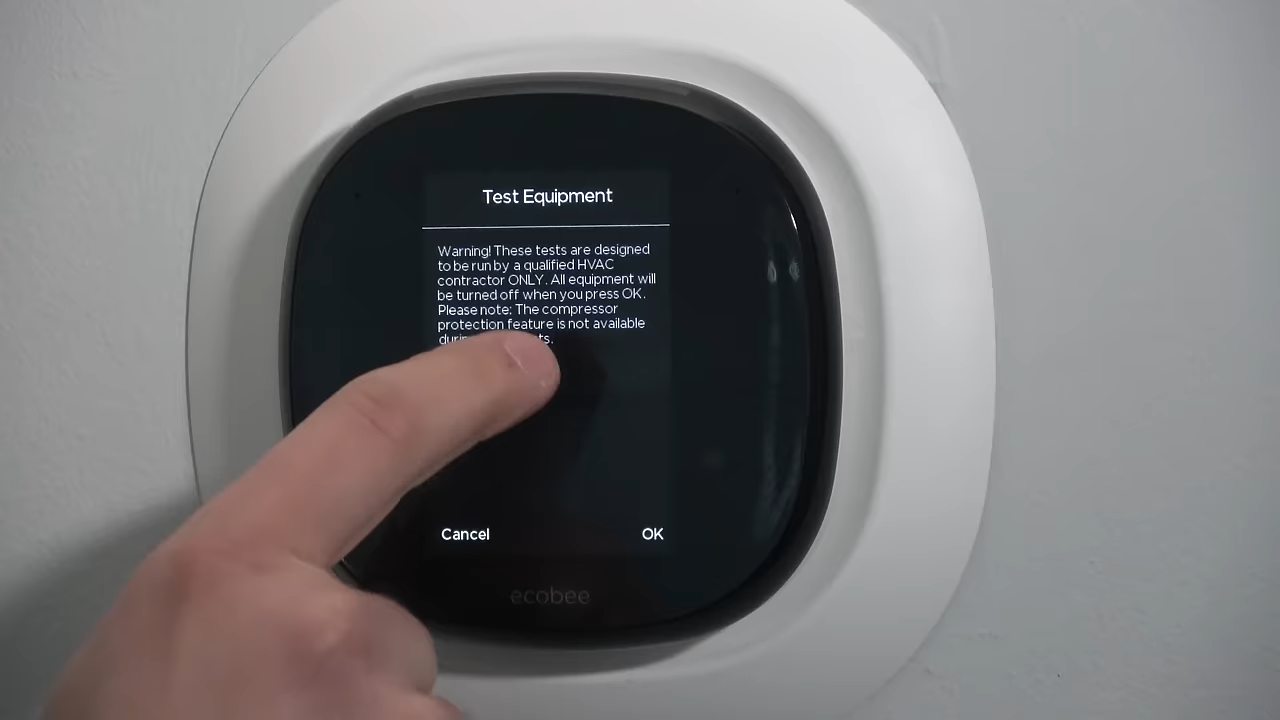 Test Equipment
Warning! These tests are designed
to be run by a qualified HVAC
contractor ONLY. All equipment will
be turned off when you press OK.
Please note: The compressor
protection feature is not available
Cancel
OK
ecobee